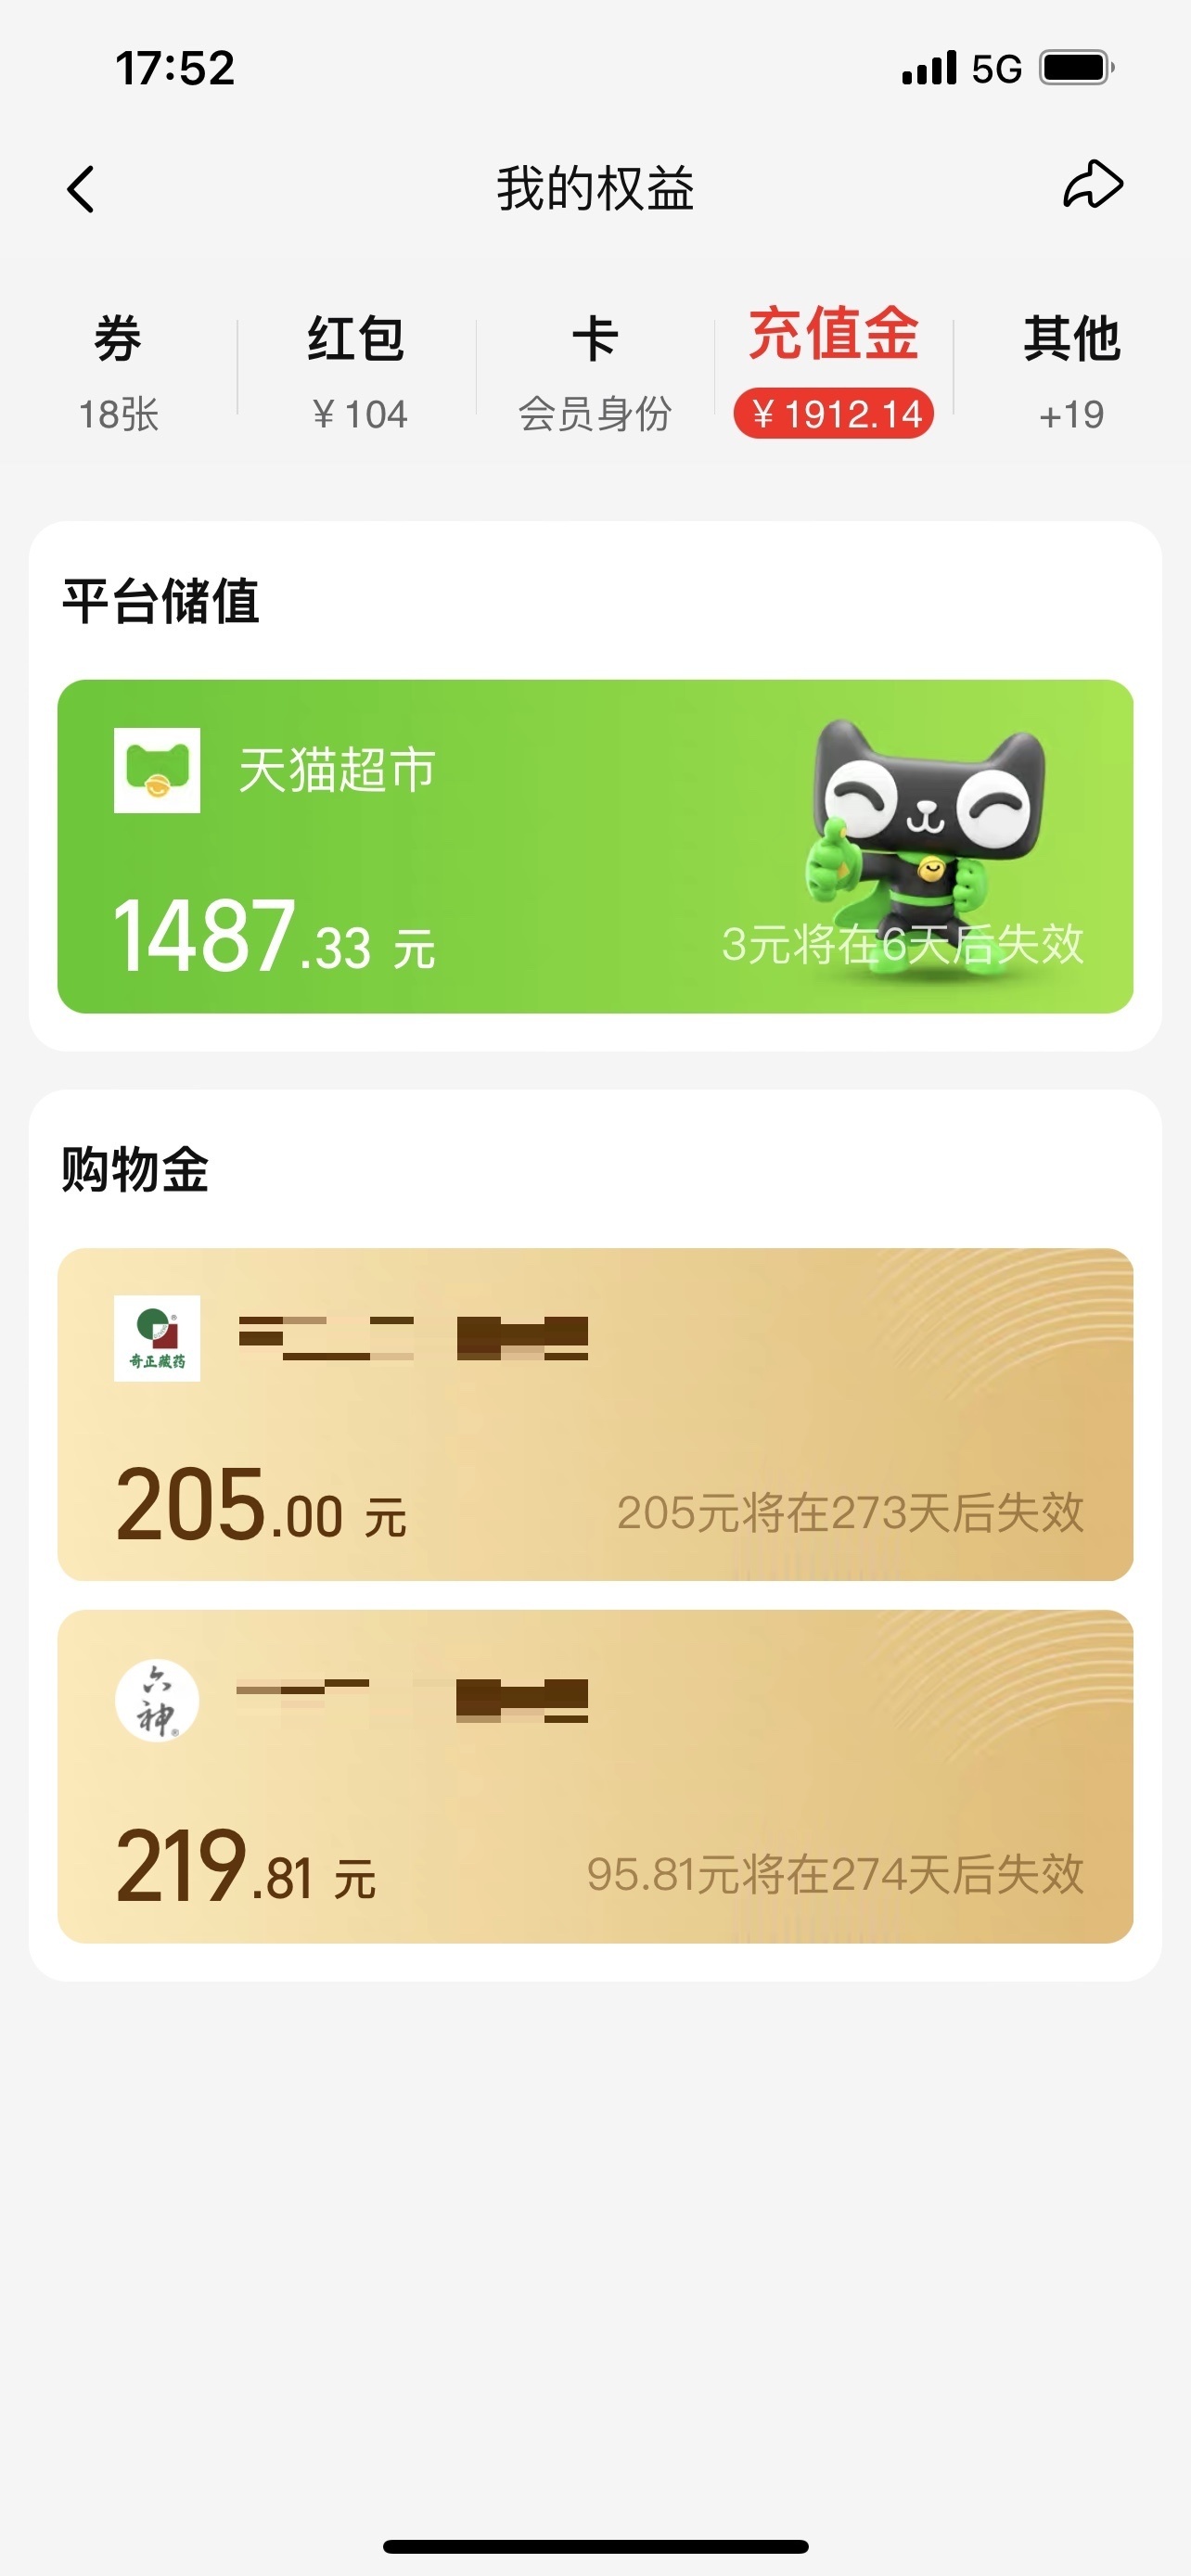 17:52
5G
我的权益
券 红包 卡 充值金 其他
18张 ¥104 会员身份 ¥1912.14 +19
平台储值
天猫超市
1487.33 元 3元将在6天后失效
购物金
奇正藏药
205.00 元 205元将在273天后失效
六
神®
219.81 元 95.81元将在274天后失效